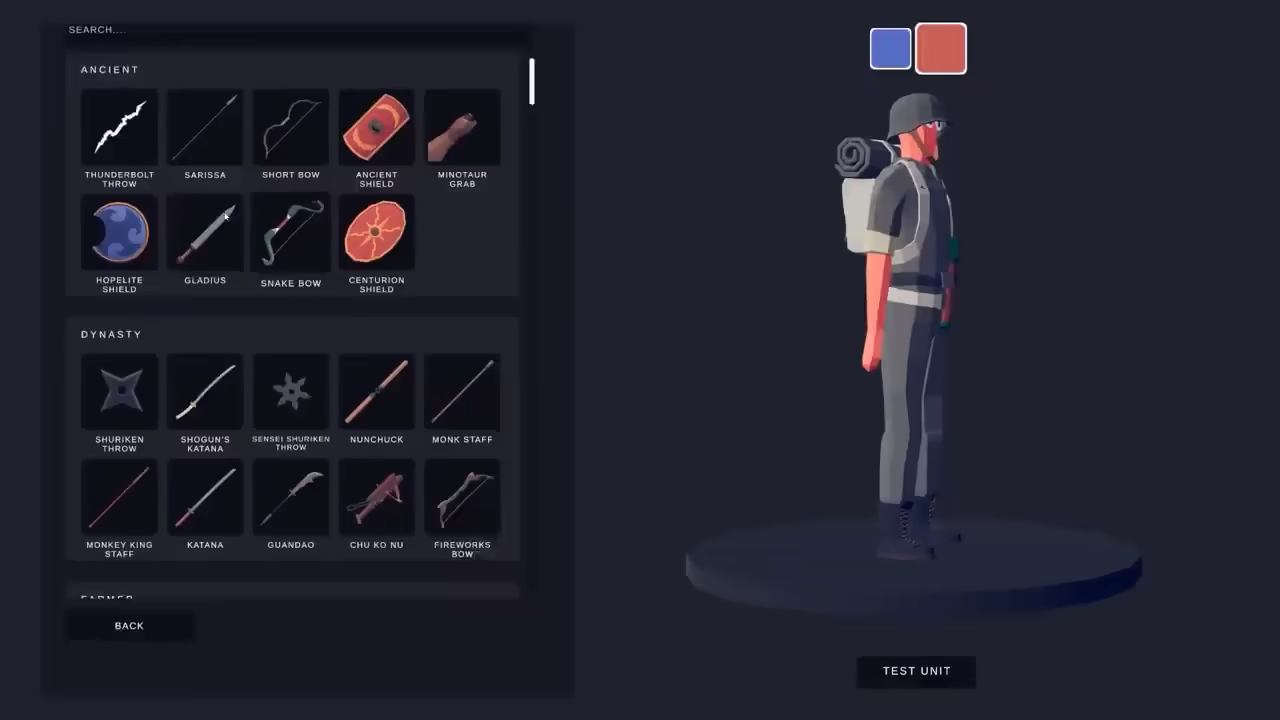 SEARCH....
ANCIENT
THUNDERBOLT THROW
SARISSA
SHORT BOW
ANCIENT SHIELD
MINOTAUR GRAB
HOPELITE SHIELD
GLADIUS
SNAKE BOW
CENTURION SHIELD
DYNASTY
SHURIKEN THROW
SHOGUN'S KATANA
SENSEI SHURIKEN THROW
NUNCHUCK
MONK STAFF
MONKEY KING STAFF
KATANA
GUANDAO
CHU KO NU
FIREWORKS BOW
FARMER
BACK
TEST UNIT